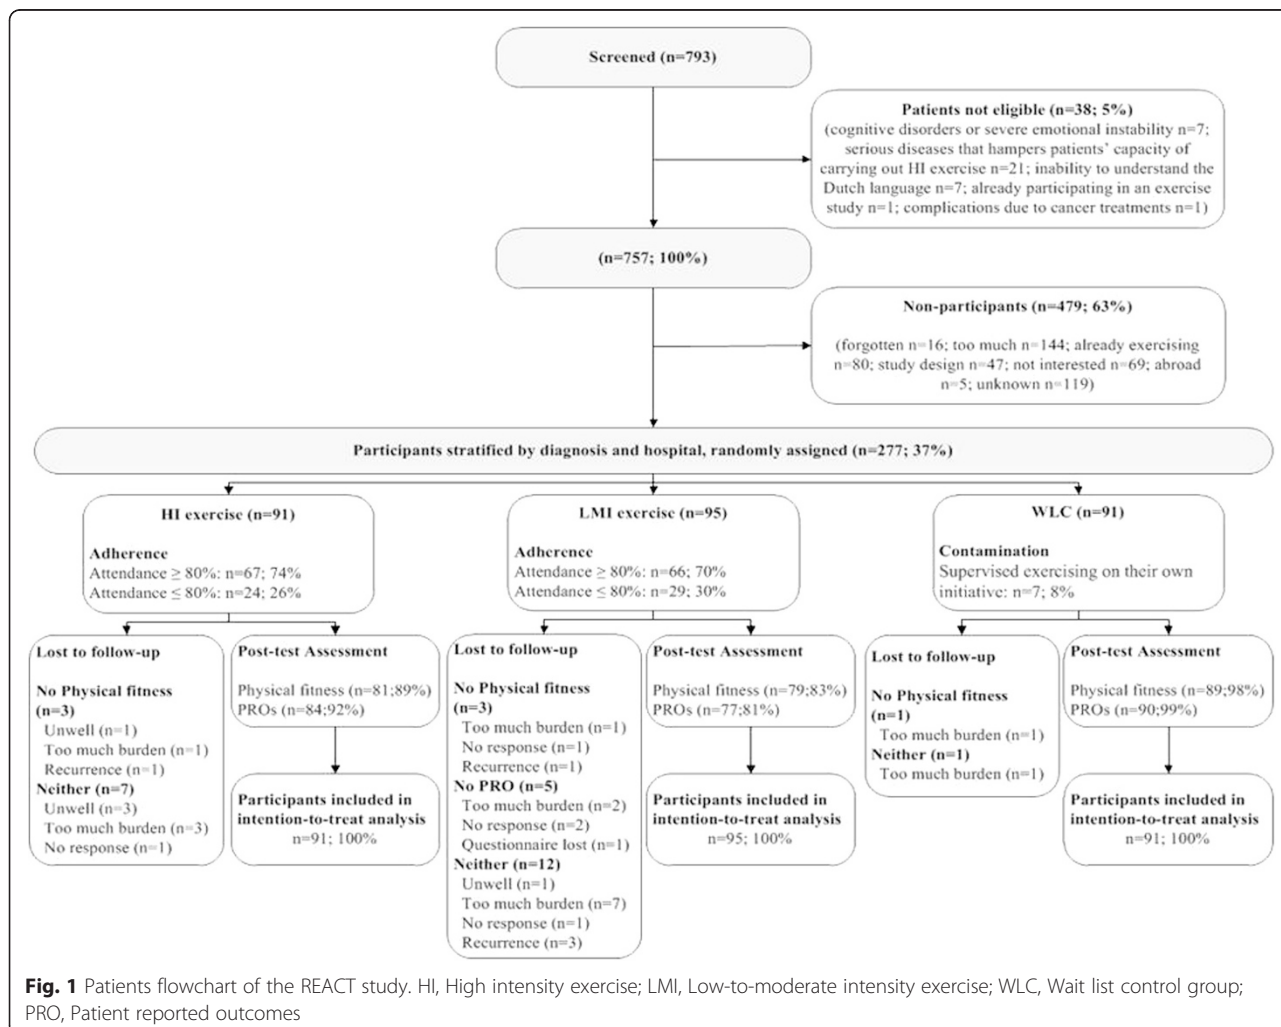 Screened (n=793)
Patients not eligible (n=38; 5%)
(cognitive disorders or severe emotional instability n=7;
serious diseases that hampers patients' capacity of
carrying out HI exercise n=21; inability to understand the
Dutch language n=7; already participating in an exercise
study n=1; complications due to cancer treatments n=1)
(n=757; 100%)
Non-participants (n=479; 63%)
(forgotten n=16; too much n=144; already exercising
n=80; study design n=47; not interested n=69; abroad
n=5; unknown n=119)
Participants stratified by diagnosis and hospital, randomly assigned (n=277; 37%)
HI exercise (n=91)
Adherence
Attendance ≥ 80%: n=67; 74%
Attendance ≤ 80%: n=24; 26%
LMI exercise (n=95)
Adherence
Attendance ≥ 80%: n=66; 70%
Attendance ≤ 80%: n=29; 30%
WLC (n=91)
Contamination
Supervised exercising on their own
initiative: n=7; 8%
Lost to follow-up
No Physical fitness
(n=3)
Unwell (n=1)
Too much burden (n=1)
Recurrence (n=1)
Neither (n=7)
Unwell (n=3)
Too much burden (n=3)
No response (n=1)
Post-test Assessment
Physical fitness (n=81;89%)
PROs (n=84;92%)
Participants included in
intention-to-treat analysis
n=91; 100%
Lost to follow-up
No Physical fitness
(n=3)
Too much burden (n=1)
No response (n=1)
Recurrence (n=1)
No PRO (n=5)
Too much burden (n=2)
No response (n=2)
Questionnaire lost (n=1)
Neither (n=12)
Unwell (n=1)
Too much burden (n=7)
No response (n=1)
Recurrence (n=3)
Post-test Assessment
Physical fitness (n=79;83%)
PROs (n=77;81%)
Participants included in
intention-to-treat analysis
n=95; 100%
Lost to follow-up
No Physical fitness
(n=1)
Too much burden (n=1)
Neither (n=1)
Too much burden (n=1)
Post-test Assessment
Physical fitness (n=89;98%)
PROs (n=90;99%)
Participants included in
intention-to-treat analysis
n=91; 100%
Fig. 1 Patients flowchart of the REACT study. HI, High intensity exercise; LMI, Low-to-moderate intensity exercise; WLC, Wait list control group;
PRO, Patient reported outcomes